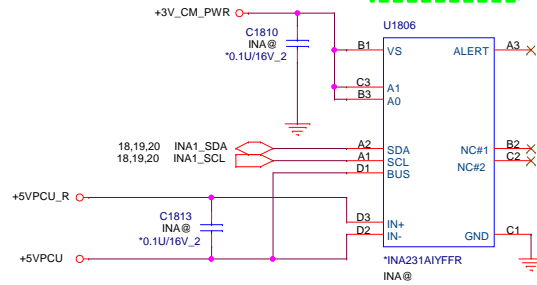 +3V_CM_PWR
C1810
INA@
*0.1U/16V_2
U1806
B1 VS ALERT A3
C3 A1
B3 A0
18,19,20 INA1_SDA A2 SDA NC#1 B2
18,19,20 INA1_SCL A1 SCL NC#2 C2
D1 BUS
+5VPCU_R
C1813
INA@
*0.1U/16V_2
D3 IN+
D2 IN- GND C1
+5VPCU
*INA231AIYFFR
INA@